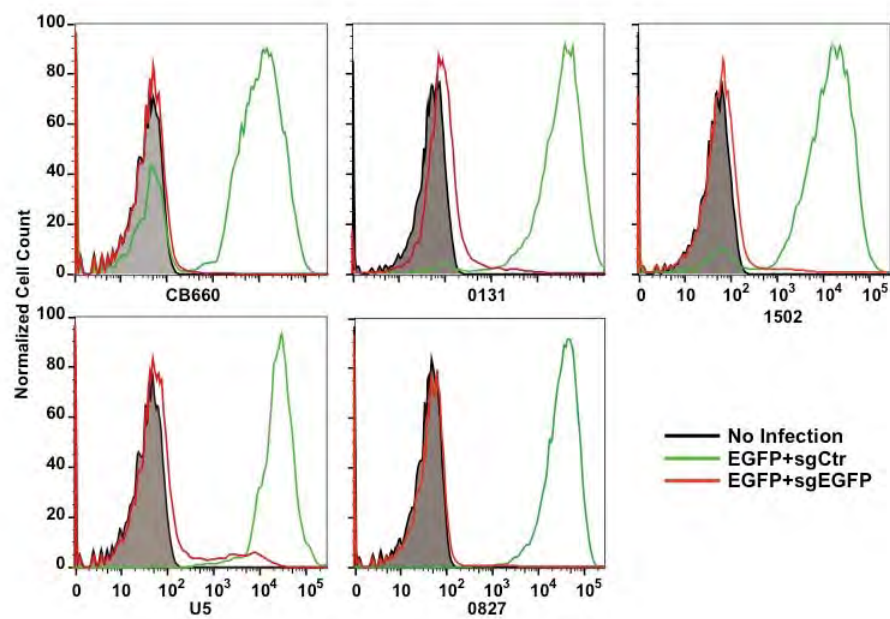 Normalized Cell Count
100
80
60
40
20
0
CB660
0131
0 10 10² 10³ 10⁴ 10⁵
1502
80
60
40
20
0
0 10 10² 10³ 10⁴ 10⁵
U5
0 10 10² 10³ 10⁴ 10⁵
0827
No Infection
EGFP+sgCtr
EGFP+sgEGFP